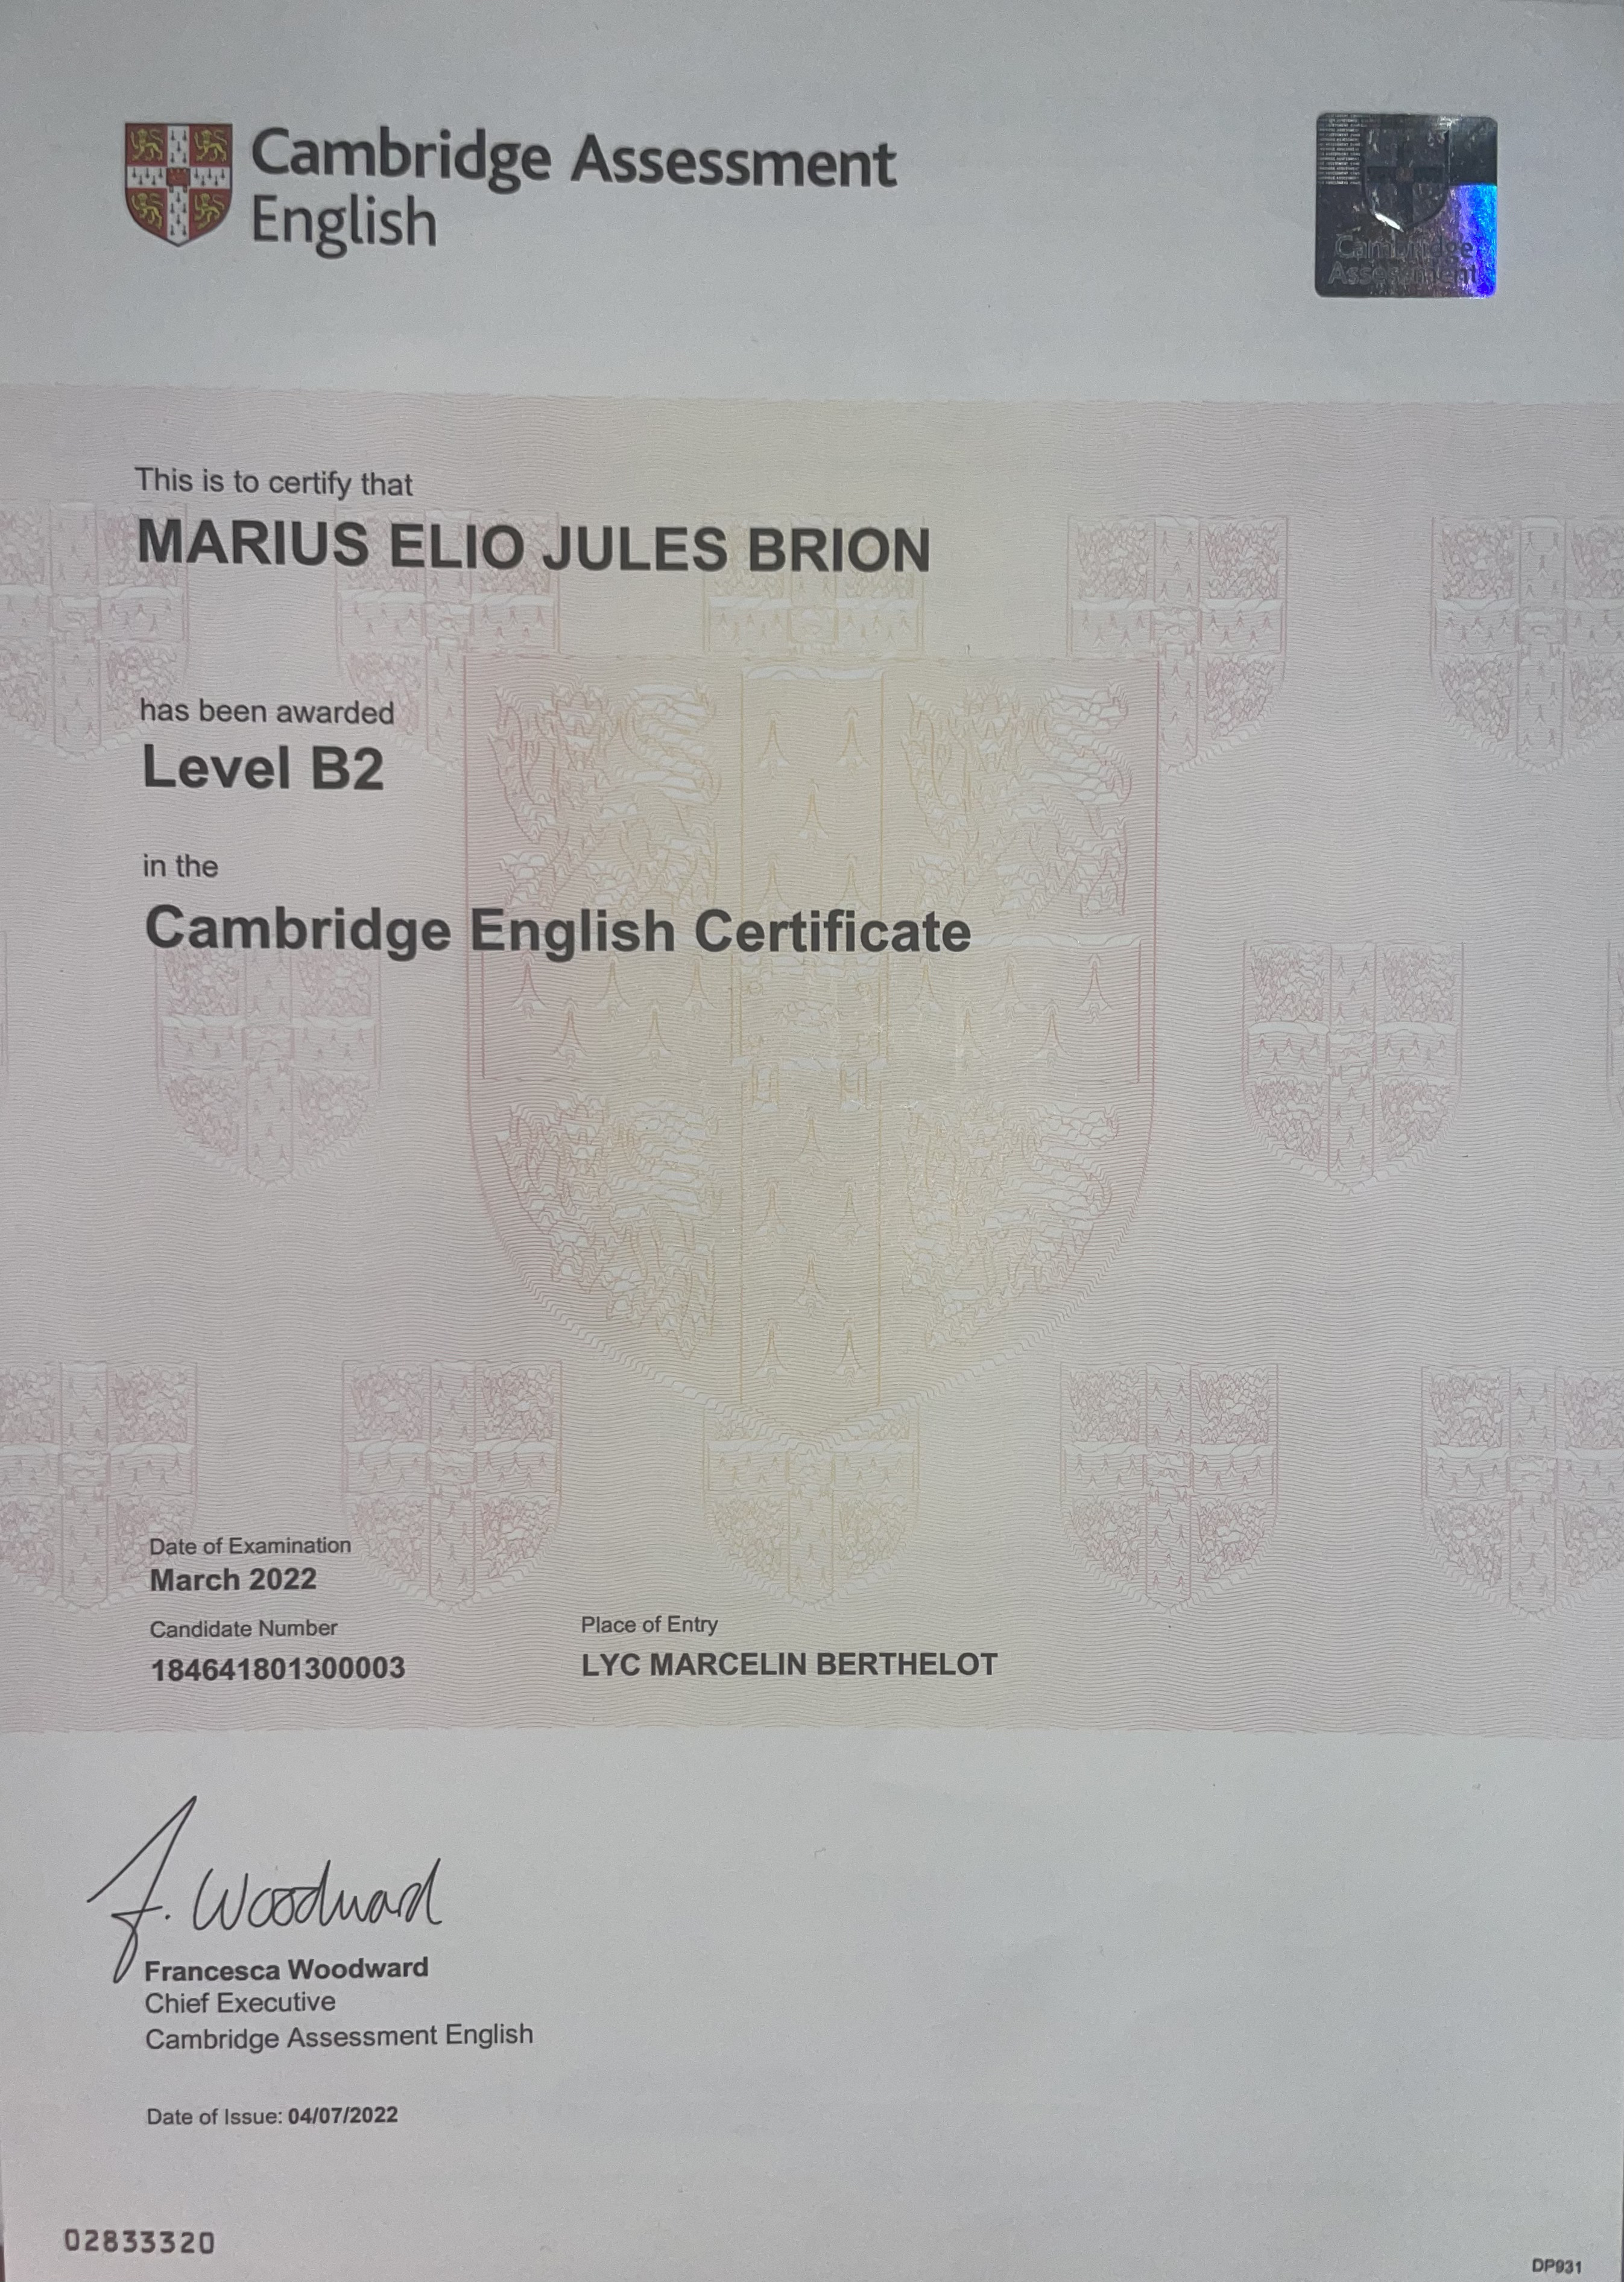 Cambridge Assessment
English
Cambridge
Assessment
This is to certify that
MARIUS ELIO JULES BRION
has been awarded
Level B2
in the
Cambridge English Certificate
Date of Examination
March 2022
Candidate Number
184641801300003
Place of Entry
LYC MARCELIN BERTHELOT
F. Woodward
Francesca Woodward
Chief Executive
Cambridge Assessment English
Date of Issue: 04/07/2022
02833320
DP931